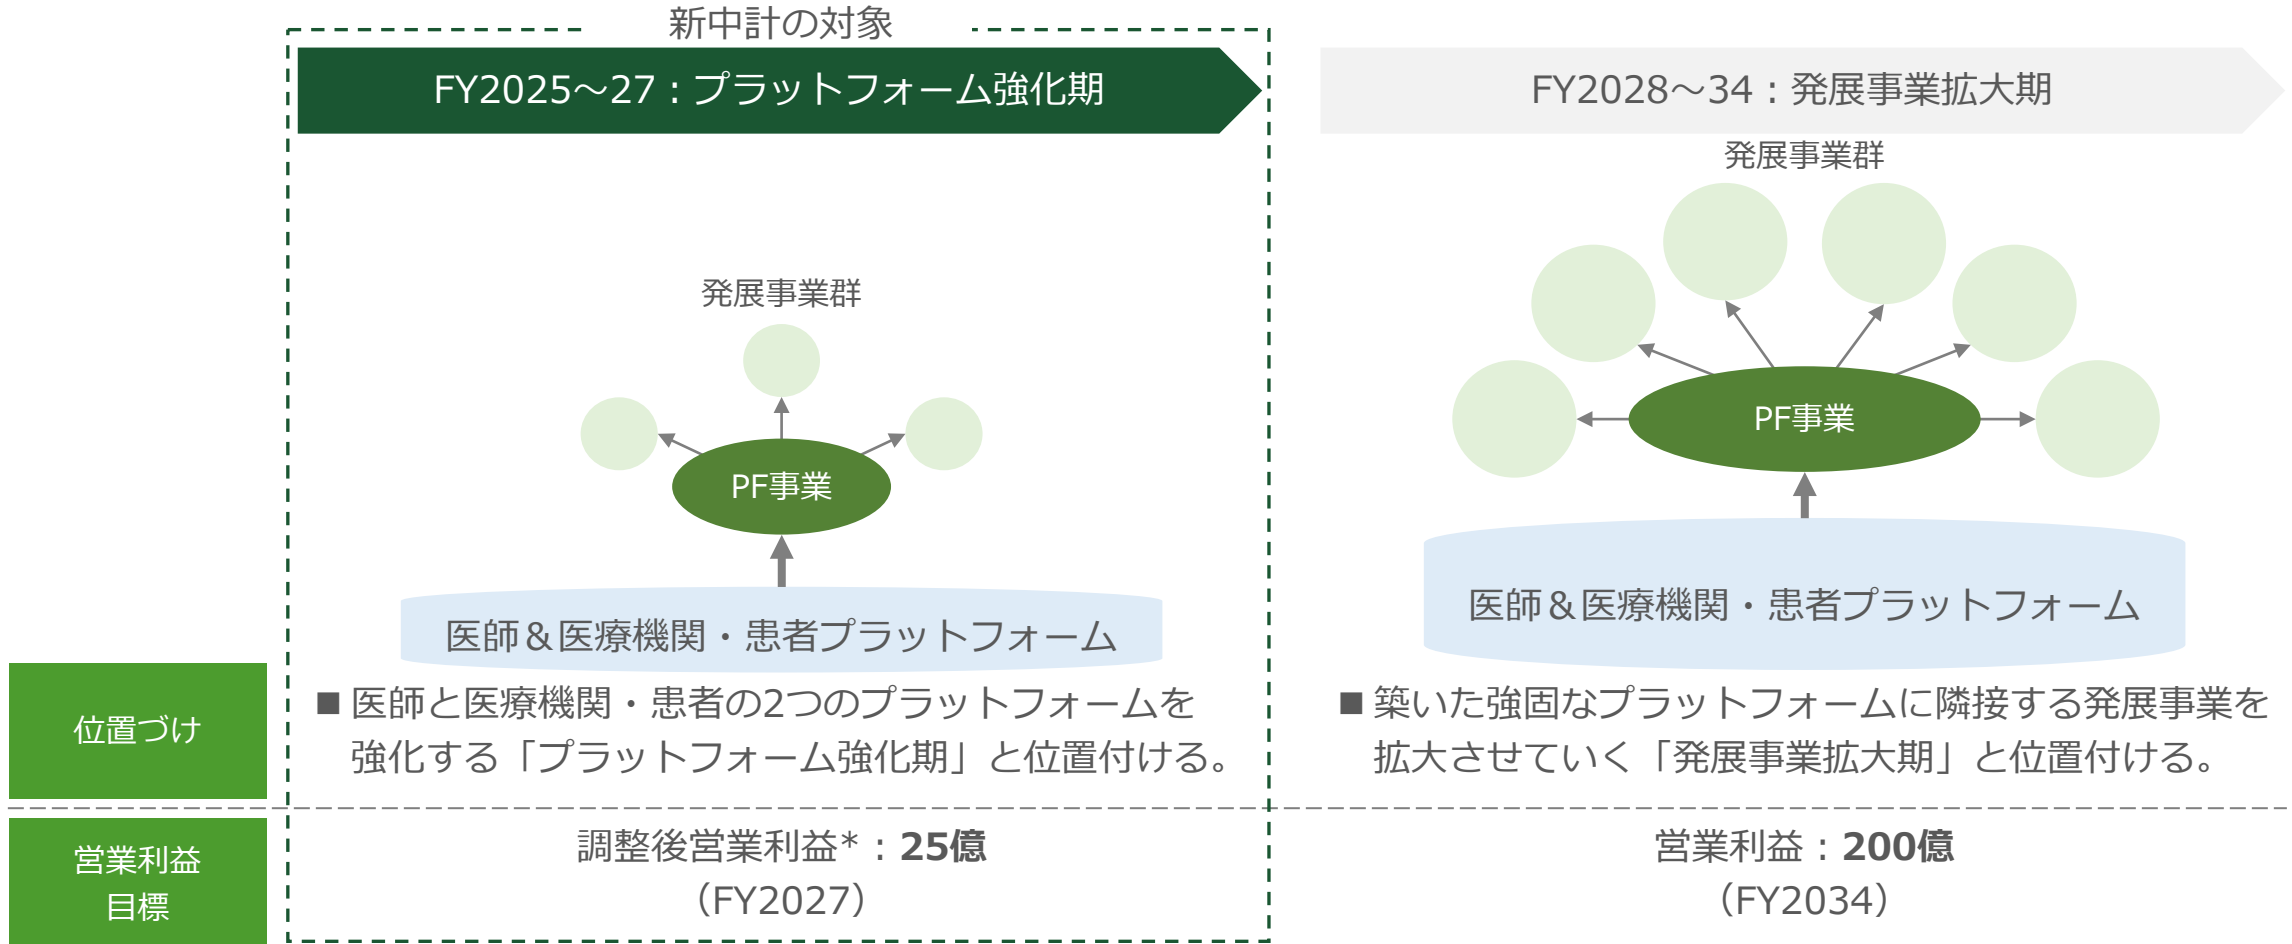 新中計の対象
FY2025～27：プラットフォーム強化期
発展事業群
PF事業
医師＆医療機関・患者プラットフォーム
FY2028～34：発展事業拡大期
発展事業群
PF事業
医師＆医療機関・患者プラットフォーム
位置づけ
■ 医師と医療機関・患者の2つのプラットフォームを
強化する「プラットフォーム強化期」と位置付ける。
■ 築いた強固なプラットフォームに隣接する発展事業を
拡大させていく「発展事業拡大期」と位置付ける。
営業利益
目標
調整後営業利益*：25億
（FY2027）
営業利益：200億
（FY2034）